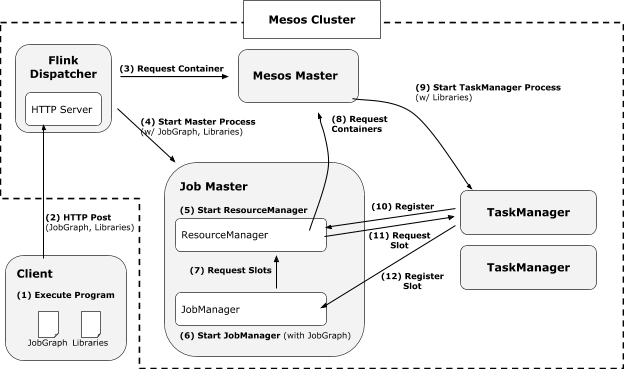 Mesos Cluster
Flink
Dispatcher
HTTP Server
(3) Request Container
Mesos Master
(9) Start TaskManager Process
(w/ Libraries)
(4) Start Master Process
(w/ JobGraph, Libraries)
(8) Request
Containers
(2) HTTP Post
(JobGraph, Libraries)
Job Master
(5) Start ResourceManager
ResourceManager
(7) Request Slots
JobManager
(6) Start JobManager (with JobGraph)
(10) Register
(11) Request
Slot
(12) Register
Slot
TaskManager
TaskManager
Client
(1) Execute Program
JobGraph
Libraries